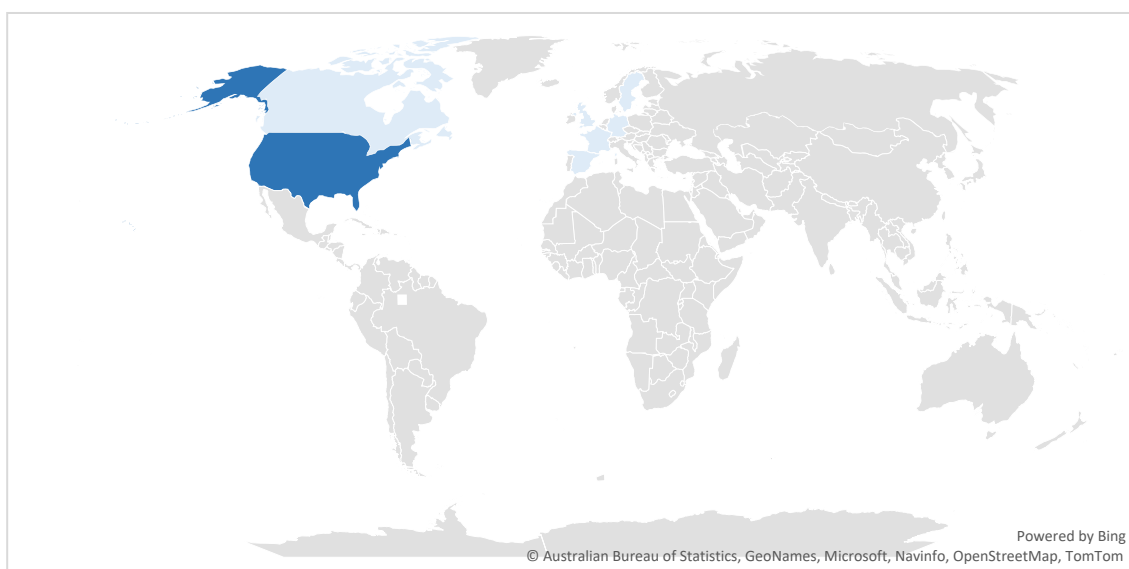 Powered by Bing
© Australian Bureau of Statistics, GeoNames, Microsoft, Navinfo, OpenStreetMap, TomTom